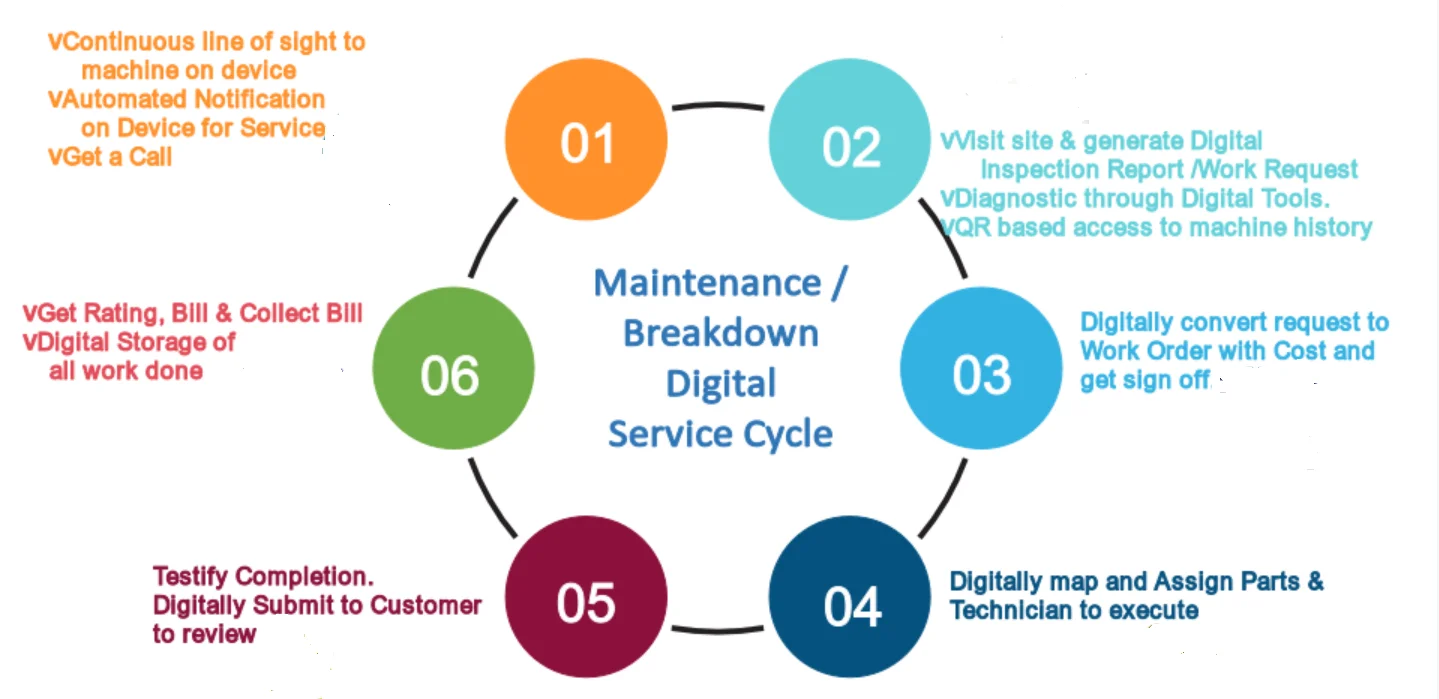 vContinuous line of sight to
machine on device
vAutomated Notification
on Device for Service
vGet a Call
01
02
vVisit site & generate Digital
Inspection Report /Work Request
vDiagnostic through Digital Tools.
vQR based access to machine history
Maintenance /
Breakdown
Digital
Service Cycle
03
Digitally convert request to
Work Order with Cost and
get sign off
04
Digitally map and Assign Parts &
Technician to execute
05
Testify Completion.
Digitally Submit to Customer
to review
06
vGet Rating, Bill & Collect Bill
vDigital Storage of
all work done